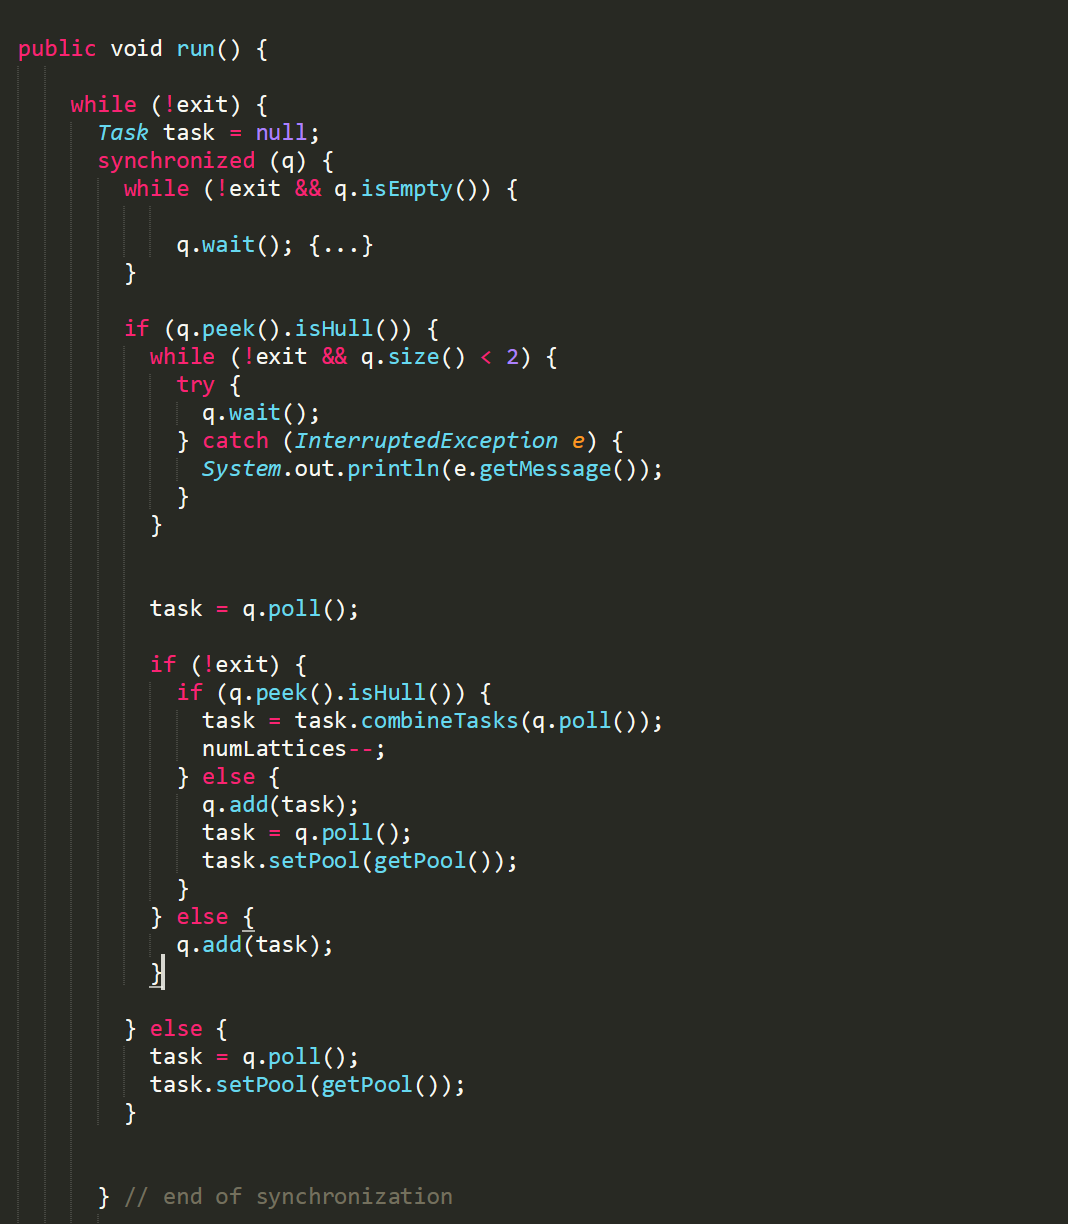 public void run() {
while (!exit) {
Task task = null;
synchronized (q) {
while (!exit && q.isEmpty()) {
q.wait(); {...}
}
if (q.peek().isHull()) {
while (!exit && q.size() < 2) {
try {
q.wait();
} catch (InterruptedException e) {
System.out.println(e.getMessage());
}
}
task = q.poll();
if (!exit) {
if (q.peek().isHull()) {
task = task.combineTasks(q.poll());
numLattices--;
} else {
q.add(task);
task = q.poll();
task.setPool(getPool());
}
} else {
q.add(task);
}
} else {
task = q.poll();
task.setPool(getPool());
}
} // end of synchronization